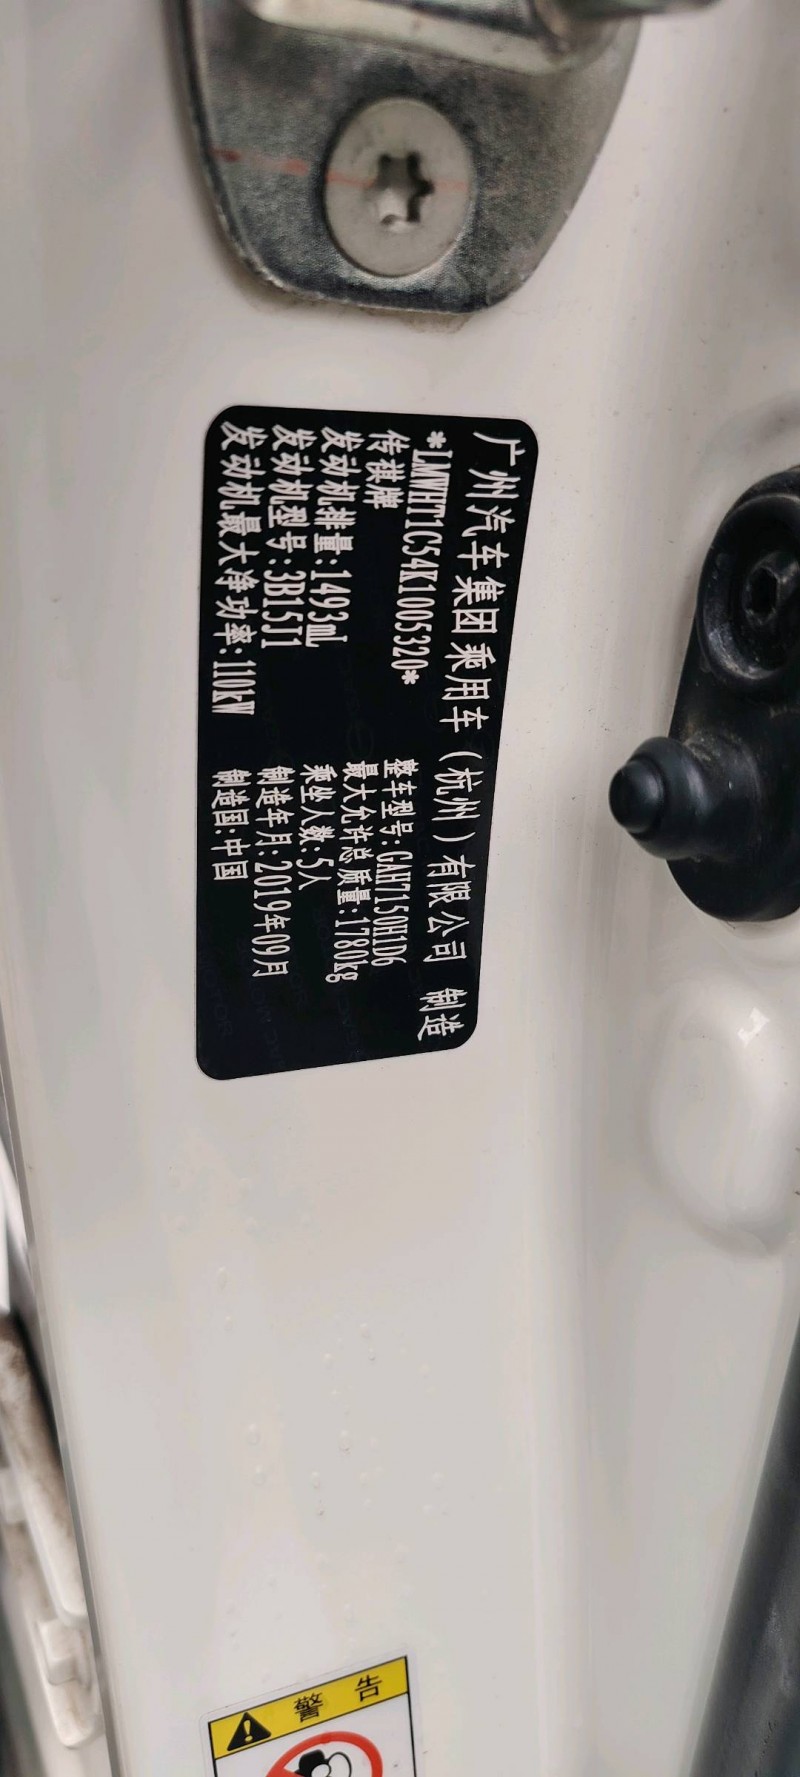 广州汽车集团乘用车（杭州）有限公司 制造
*LMWHT1C54K1005320*
传祺牌 整车型号:GAH7150H1D6
发动机排量:1493mL 最大允许总质量:1780kg
发动机型号:3B15J1 乘坐人数:5人
发动机最大净功率:110kW 制造年月:2019年09月
制造国:中国
警告